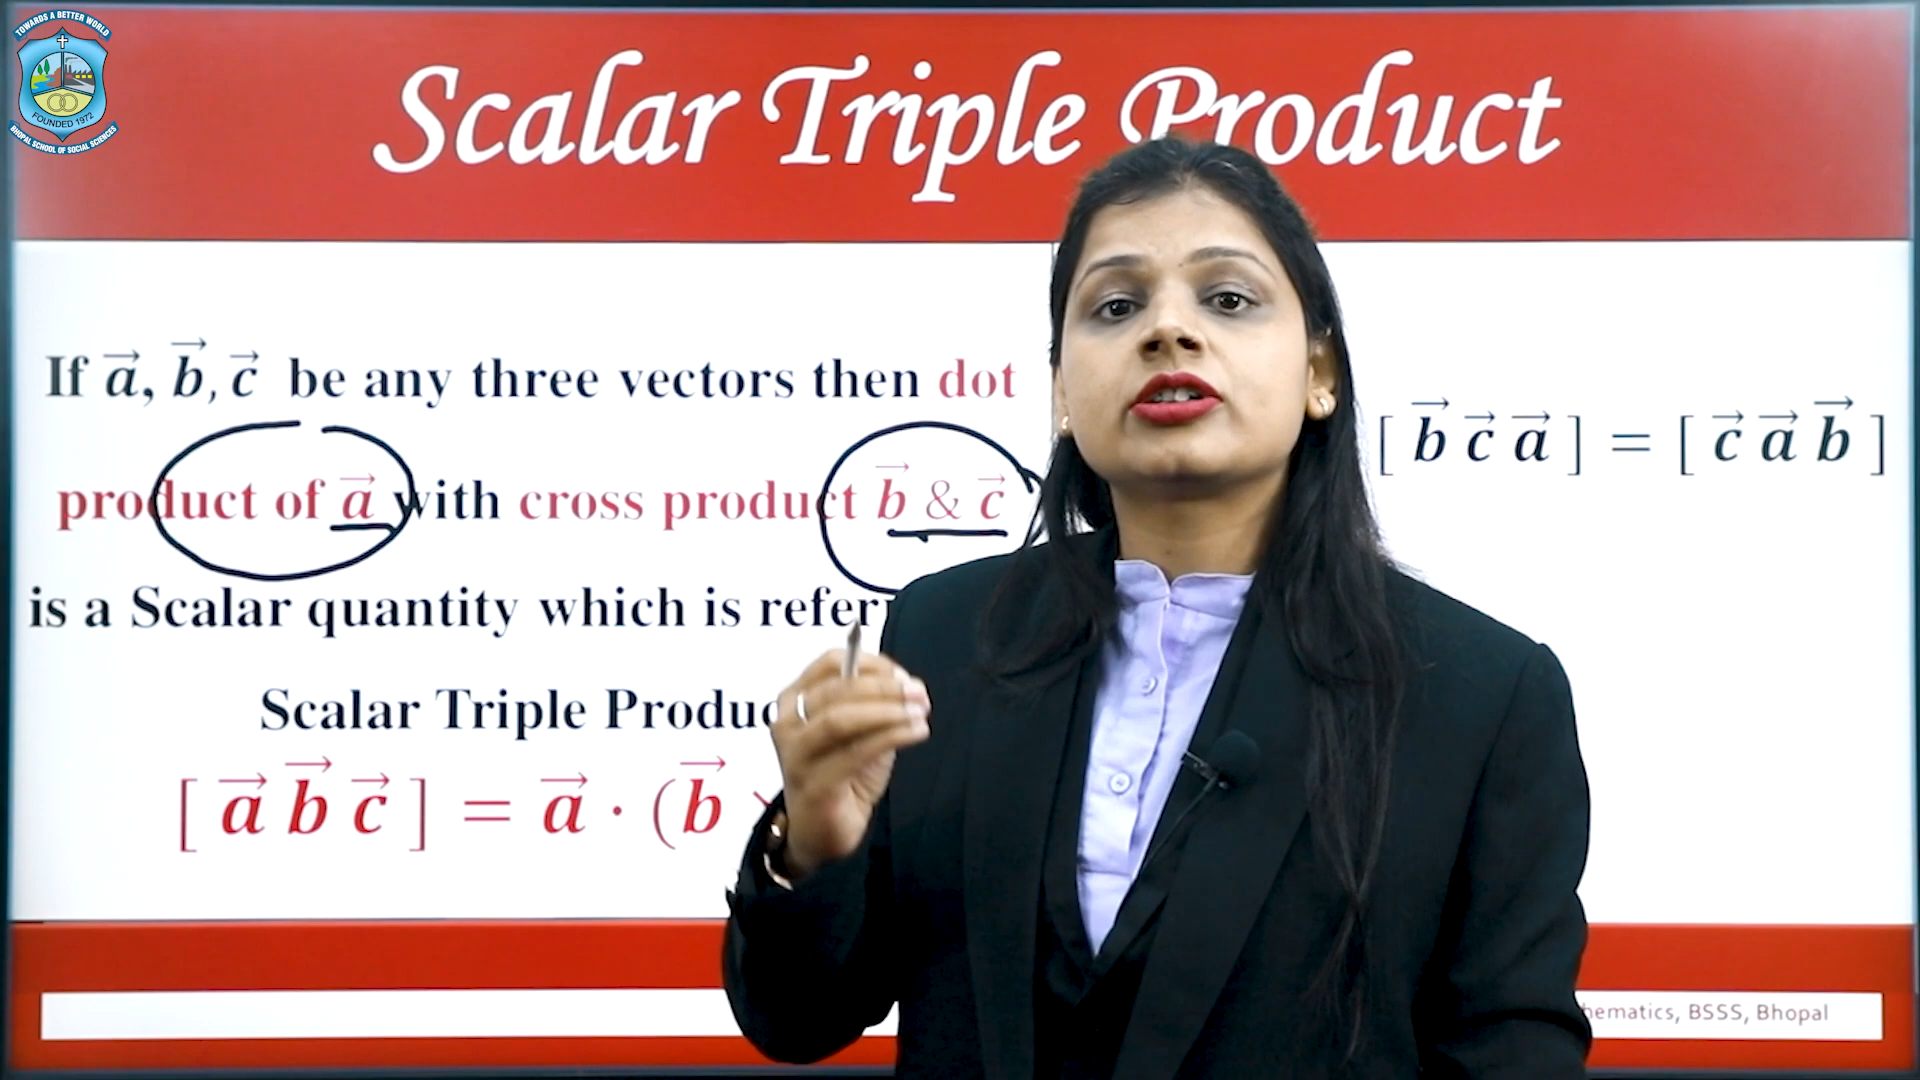 TOWARDS A BETTER WORLD
FOUNDED 1972
BHOPAL SCHOOL OF SOCIAL SCIENCES
Scalar Triple Product
If a⃗, b⃗, c⃗ be any three vectors then dot
product of a⃗ with cross product b⃗ & c⃗
is a Scalar quantity which is refer
Scalar Triple Produc
[ a⃗ b⃗ c⃗ ] = a⃗ · (b⃗ ×
[ b⃗ c⃗ a⃗ ] = [ c⃗ a⃗ b⃗ ]
hematics, BSSS, Bhopal